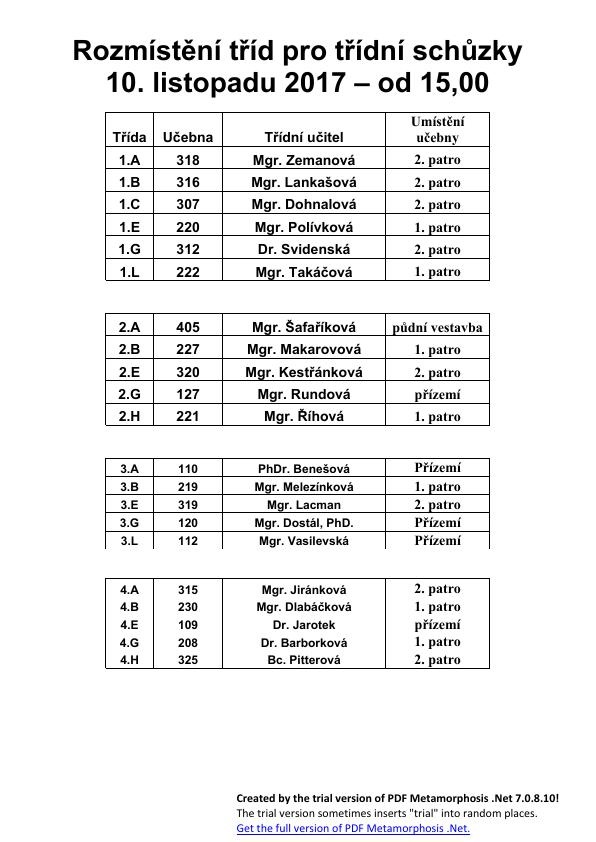 Rozmístění tříd pro třídní schůzky
10. listopadu 2017 – od 15,00
Třída Učebna Třídní učitel Umístění učebny
1.A 318 Mgr. Zemanová 2. patro
1.B 316 Mgr. Lankašová 2. patro
1.C 307 Mgr. Dohnalová 2. patro
1.E 220 Mgr. Polívková 1. patro
1.G 312 Dr. Svidenská 2. patro
1.L 222 Mgr. Takáčová 1. patro
2.A 405 Mgr. Šafaříková půdní vestavba
2.B 227 Mgr. Makarovová 1. patro
2.E 320 Mgr. Kestřánková 2. patro
2.G 127 Mgr. Rundová přízemí
2.H 221 Mgr. Říhová 1. patro
3.A 110 PhDr. Benešová Přízemí
3.B 219 Mgr. Melezínková 1. patro
3.E 319 Mgr. Lacman 2. patro
3.G 120 Mgr. Dostál, PhD. Přízemí
3.L 112 Mgr. Vasilevská Přízemí
4.A 315 Mgr. Jiránková 2. patro
4.B 230 Mgr. Dlabáčková 1. patro
4.E 109 Dr. Jarotek přízemí
4.G 208 Dr. Barborková 1. patro
4.H 325 Bc. Pitterová 2. patro
Created by the trial version of PDF Metamorphosis .Net 7.0.8.10!
The trial version sometimes inserts "trial" into random places.
Get the full version of PDF Metamorphosis .Net.